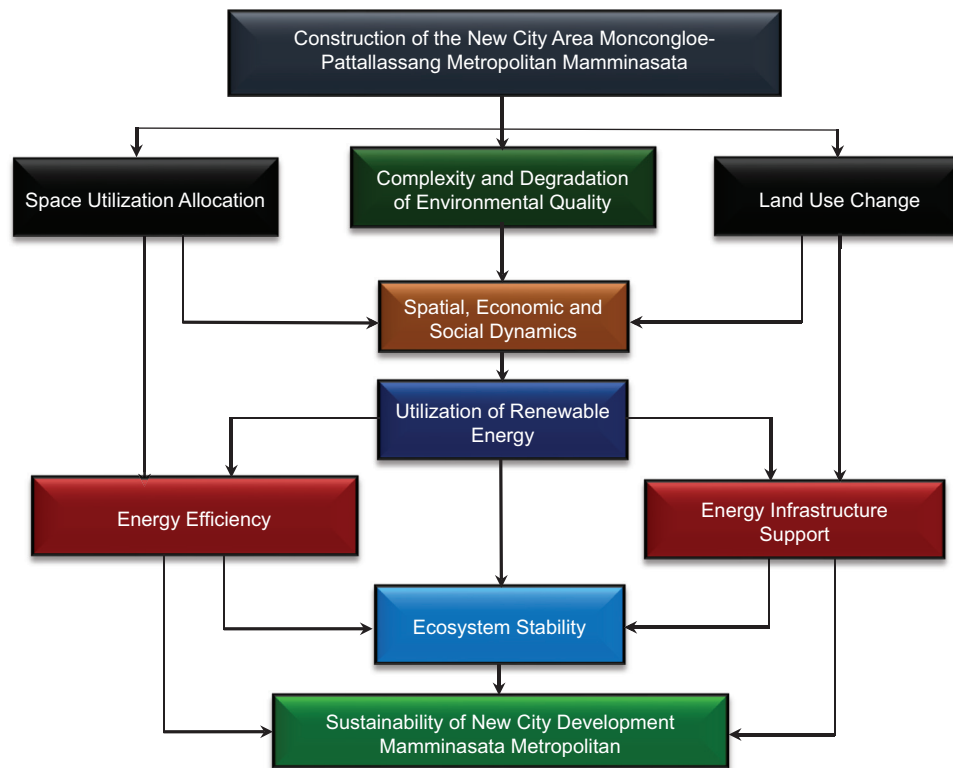 Construction of the New City Area Moncongloe-
Pattallassang Metropolitan Mamminasata
Space Utilization Allocation
Complexity and Degradation
of Environmental Quality
Land Use Change
Spatial, Economic and
Social Dynamics
Utilization of Renewable
Energy
Energy Efficiency
Energy Infrastructure
Support
Ecosystem Stability
Sustainability of New City Development
Mamminasata Metropolitan